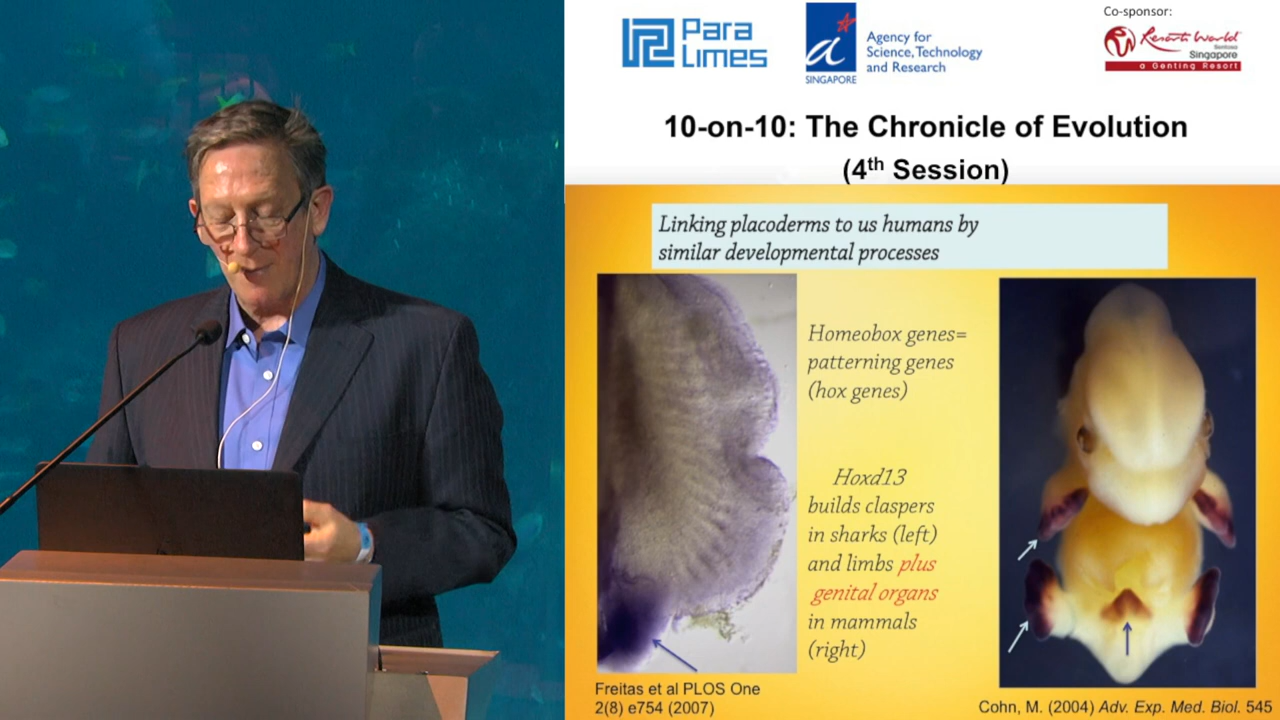 Para
Limes
SINGAPORE
Agency for
Science, Technology
and Research
Co-sponsor:
Resorts World
Sentosa
Singapore
a Genting Resort
10-on-10: The Chronicle of Evolution
(4th Session)
Linking placoderms to us humans by
similar developmental processes
Homeobox genes=
patterning genes
(hox genes)
Hoxd13
builds claspers
in sharks (left)
and limbs plus
genital organs
in mammals
(right)
Freitas et al PLOS One
2(8) e754 (2007)
Cohn, M. (2004) Adv. Exp. Med. Biol. 545